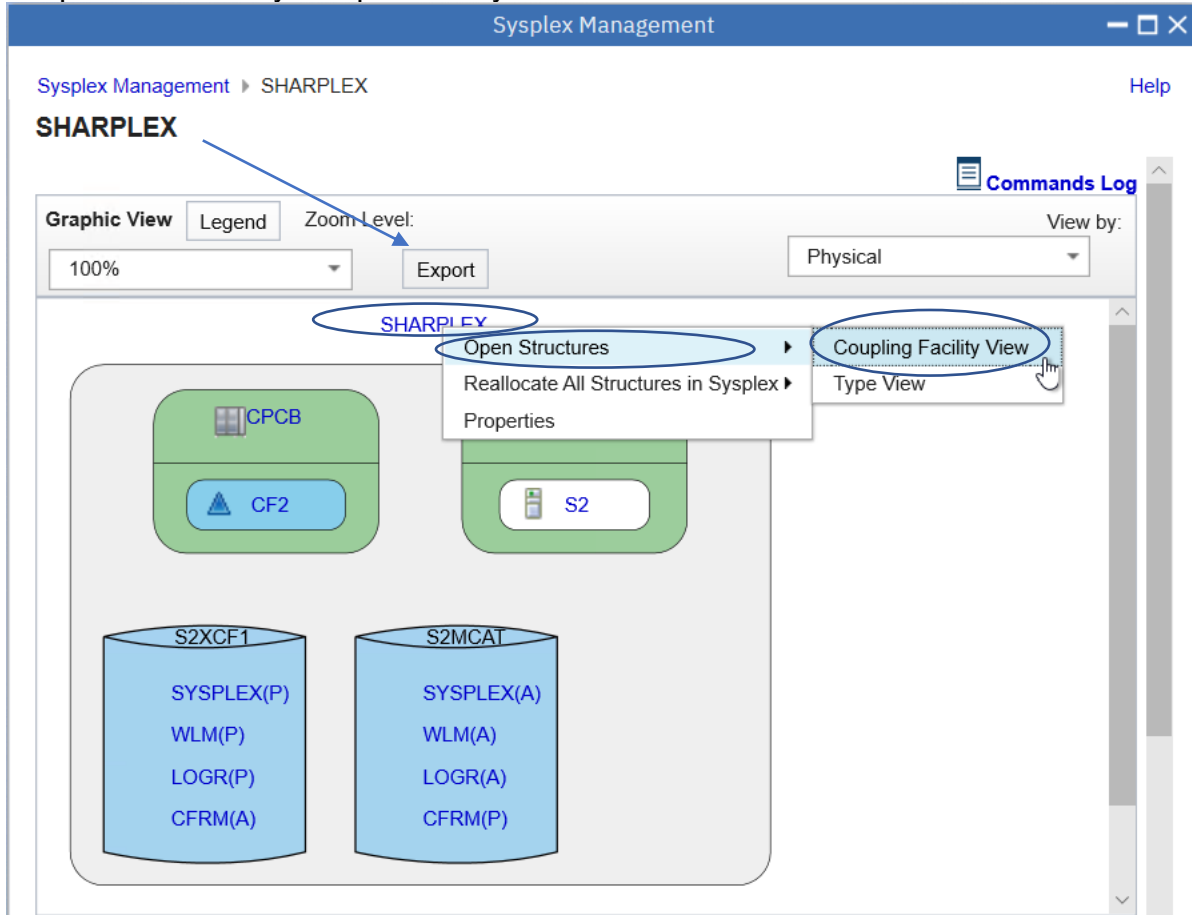 Sysplex Management
Sysplex Management ▸ SHARPLEX
Help
SHARPLEX
Commands Log
Graphic View Legend Zoom Level: View by:
100% Export Physical
SHARPLEX
Open Structures
Coupling Facility View
Reallocate All Structures in Sysplex
Type View
Properties
CPCB
CF2
S2
S2XCF1
S2MCAT
SYSPLEX(P)
SYSPLEX(A)
WLM(P)
WLM(A)
LOGR(P)
LOGR(A)
CFRM(A)
CFRM(P)